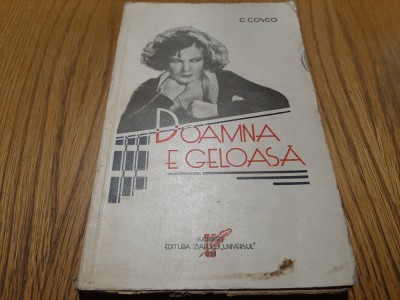 C. COSCO
DOAMNA
E GELOASĂ
EDITURA ZIARULUI „UNIVERSUL"